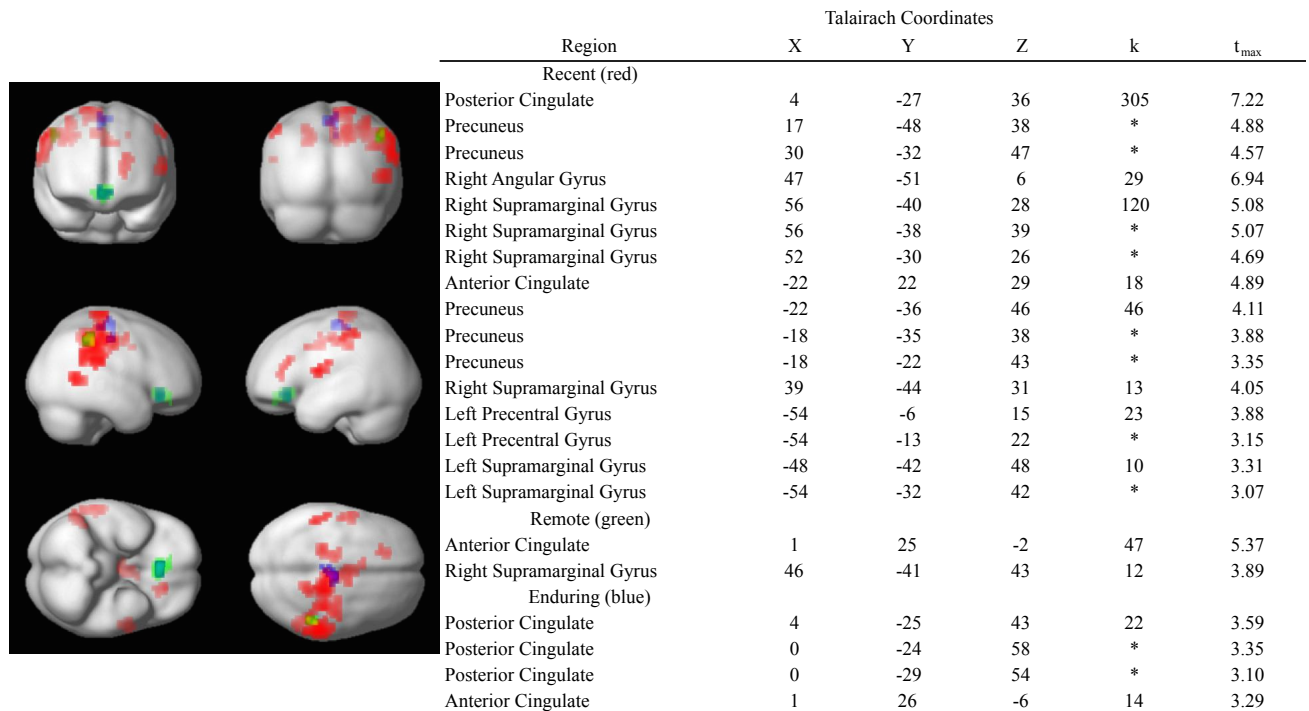 Talairach Coordinates
Region X Y Z k t_max
Recent (red)
Posterior Cingulate 4 -27 36 305 7.22
Precuneus 17 -48 38 * 4.88
Precuneus 30 -32 47 * 4.57
Right Angular Gyrus 47 -51 6 29 6.94
Right Supramarginal Gyrus 56 -40 28 120 5.08
Right Supramarginal Gyrus 56 -38 39 * 5.07
Right Supramarginal Gyrus 52 -30 26 * 4.69
Anterior Cingulate -22 22 29 18 4.89
Precuneus -22 -36 46 46 4.11
Precuneus -18 -35 38 * 3.88
Precuneus -18 -22 43 * 3.35
Right Supramarginal Gyrus 39 -44 31 13 4.05
Left Precentral Gyrus -54 -6 15 23 3.88
Left Precentral Gyrus -54 -13 22 * 3.15
Left Supramarginal Gyrus -48 -42 48 10 3.31
Left Supramarginal Gyrus -54 -32 42 * 3.07
Remote (green)
Anterior Cingulate 1 25 -2 47 5.37
Right Supramarginal Gyrus 46 -41 43 12 3.89
Enduring (blue)
Posterior Cingulate 4 -25 43 22 3.59
Posterior Cingulate 0 -24 58 * 3.35
Posterior Cingulate 0 -29 54 * 3.10
Anterior Cingulate 1 26 -6 14 3.29